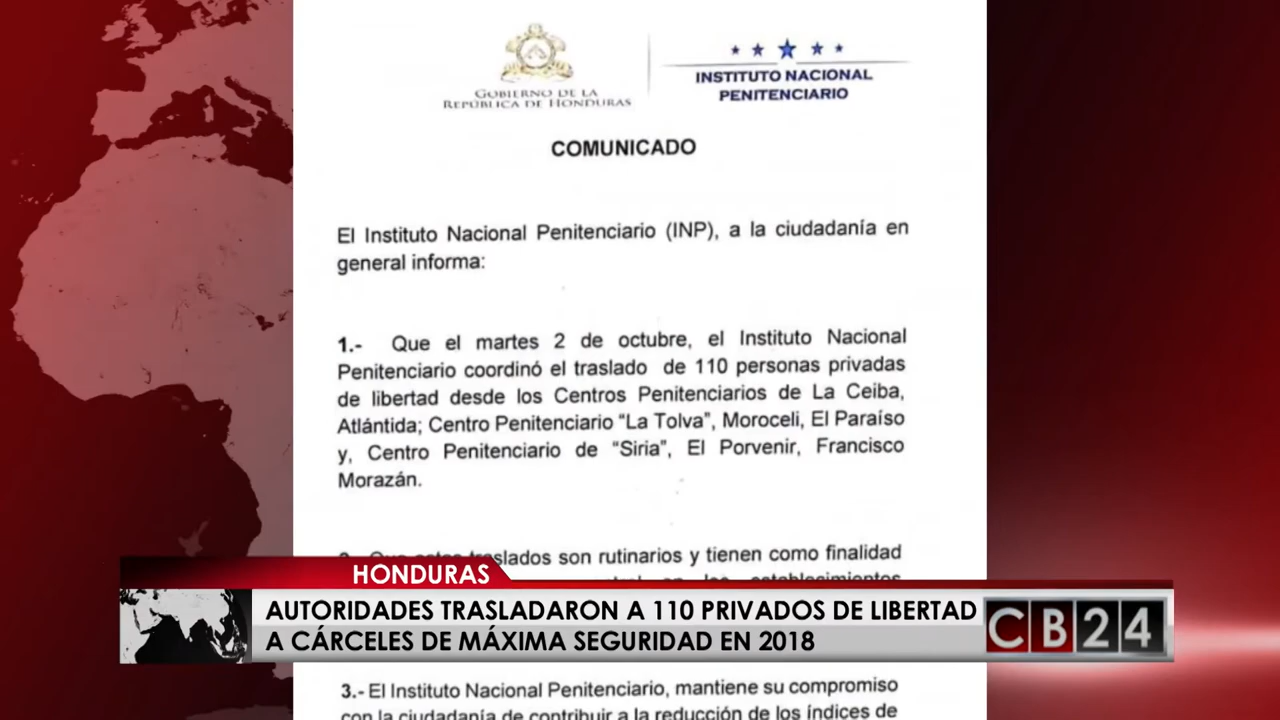 GOBIERNO DE LA
REPÚBLICA DE HONDURAS
INSTITUTO NACIONAL
PENITENCIARIO
COMUNICADO
El Instituto Nacional Penitenciario (INP), a la ciudadanía en
general informa:
1.- Que el martes 2 de octubre, el Instituto Nacional
Penitenciario coordinó el traslado de 110 personas privadas
de libertad desde los Centros Penitenciarios de La Ceiba,
Atlántida; Centro Penitenciario “La Tolva”, Moroceli, El Paraíso
y, Centro Penitenciario de “Siria”, El Porvenir, Francisco
Morazán.
traslados son rutinarios y tienen como finalidad
establecimientos
HONDURAS
AUTORIDADES TRASLADARON A 110 PRIVADOS DE LIBERTAD
A CÁRCELES DE MÁXIMA SEGURIDAD EN 2018
CB24
3.- El Instituto Nacional Penitenciario, mantiene su compromiso
con la ciudadanía de contribuir a la reducción de los índices de